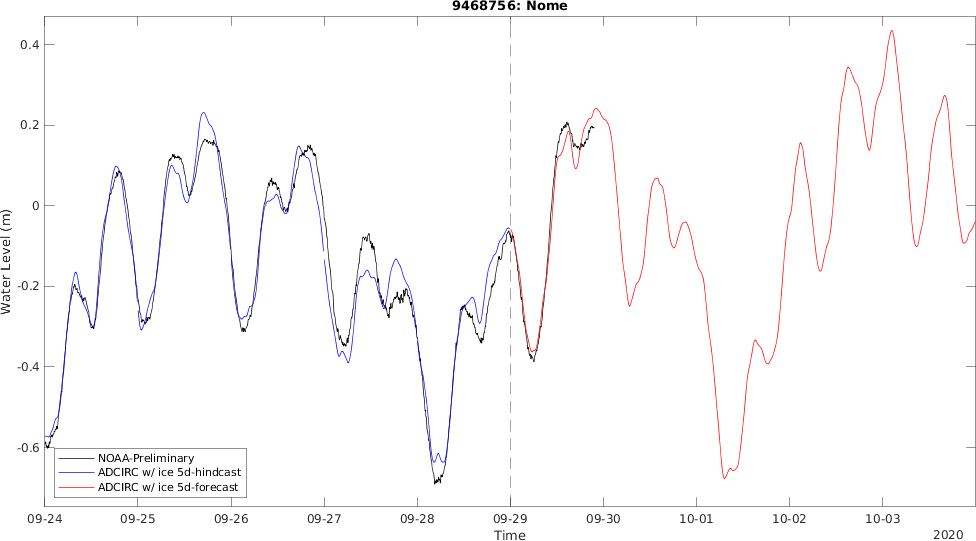 9468756: Nome
0.4
0.2
0
-0.2
-0.4
-0.6
Water Level (m)
NOAA-Preliminary
ADCIRC w/ ice 5d-hindcast
ADCIRC w/ ice 5d-forecast
09-24 09-25 09-26 09-27 09-28 09-29 09-30 10-01 10-02 10-03
Time
2020